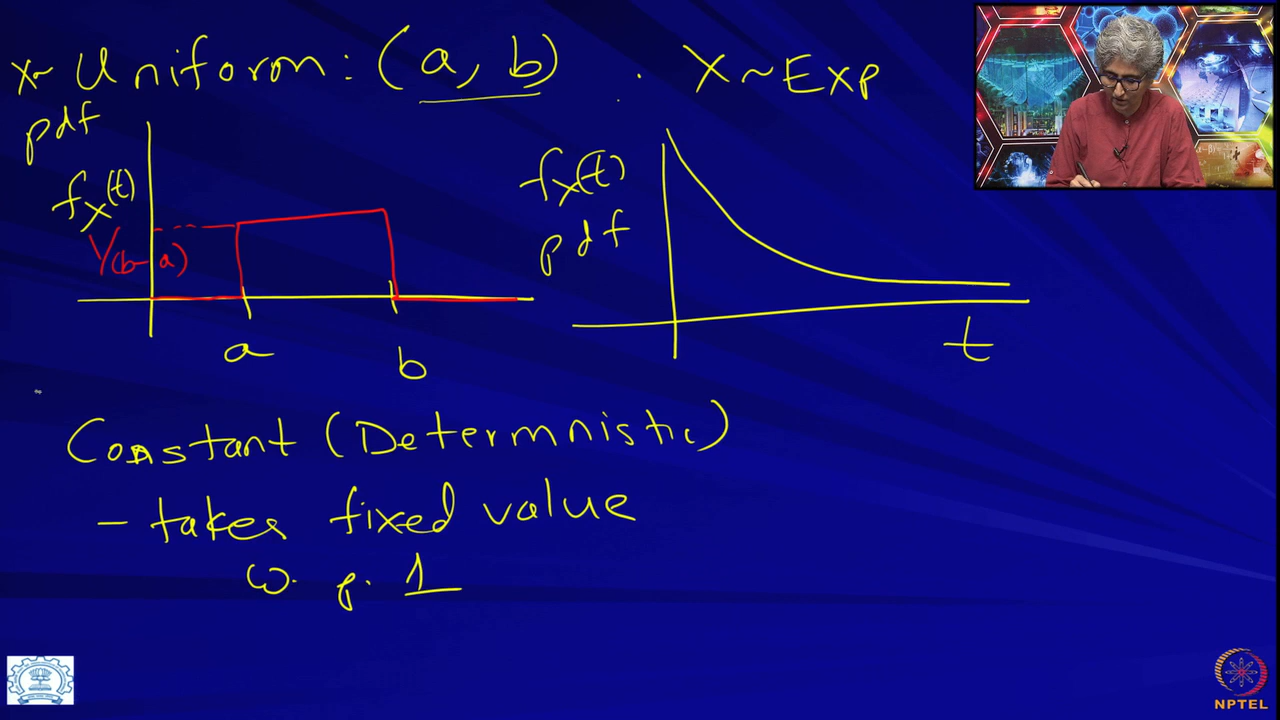 X~ Uniform: (a, b)
pdf
fX(t)
1/(b-a)
a
b
X ~ Exp
fX(t)
pdf
t
Constant (Determnistic)
- takes fixed value
w. p. 1
NPTEL